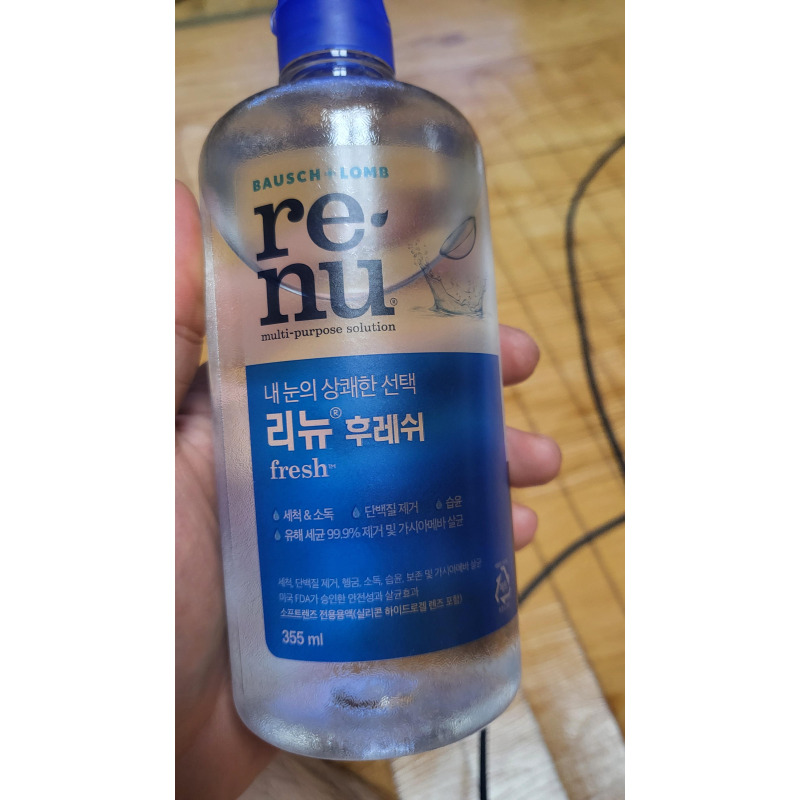 BAUSCH + LOMB
re
nu®
multi-purpose solution
내 눈의 상쾌한 선택
리뉴® 후레쉬
fresh™
세척 & 소독 단백질 제거 습윤
유해 세균 99.9% 제거 및 가시아메바 살균
세척, 단백질 제거, 헹굼, 소독, 습윤, 보존 및 가시아메바 살균
미국 FDA가 승인한 안전성과 살균효과
소프트렌즈 전용용액(실리콘 하이드로겔 렌즈 포함)
355 ml